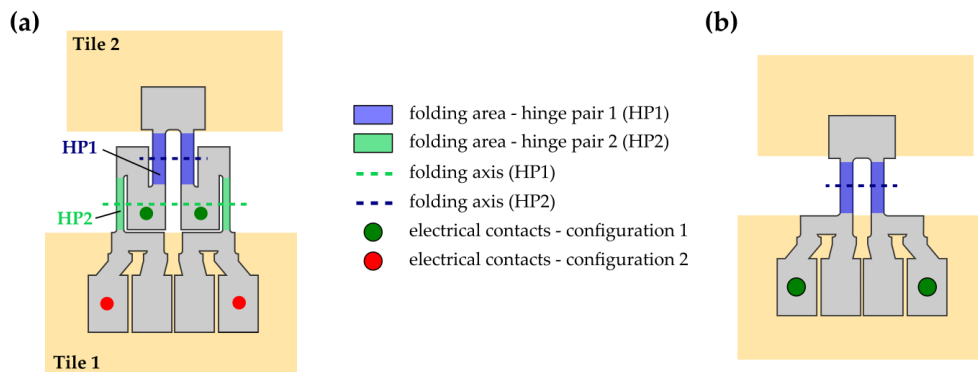 (a)
Tile 2
HP1
HP2
Tile 1
folding area - hinge pair 1 (HP1)
folding area - hinge pair 2 (HP2)
folding axis (HP1)
folding axis (HP2)
electrical contacts - configuration 1
electrical contacts - configuration 2
(b)